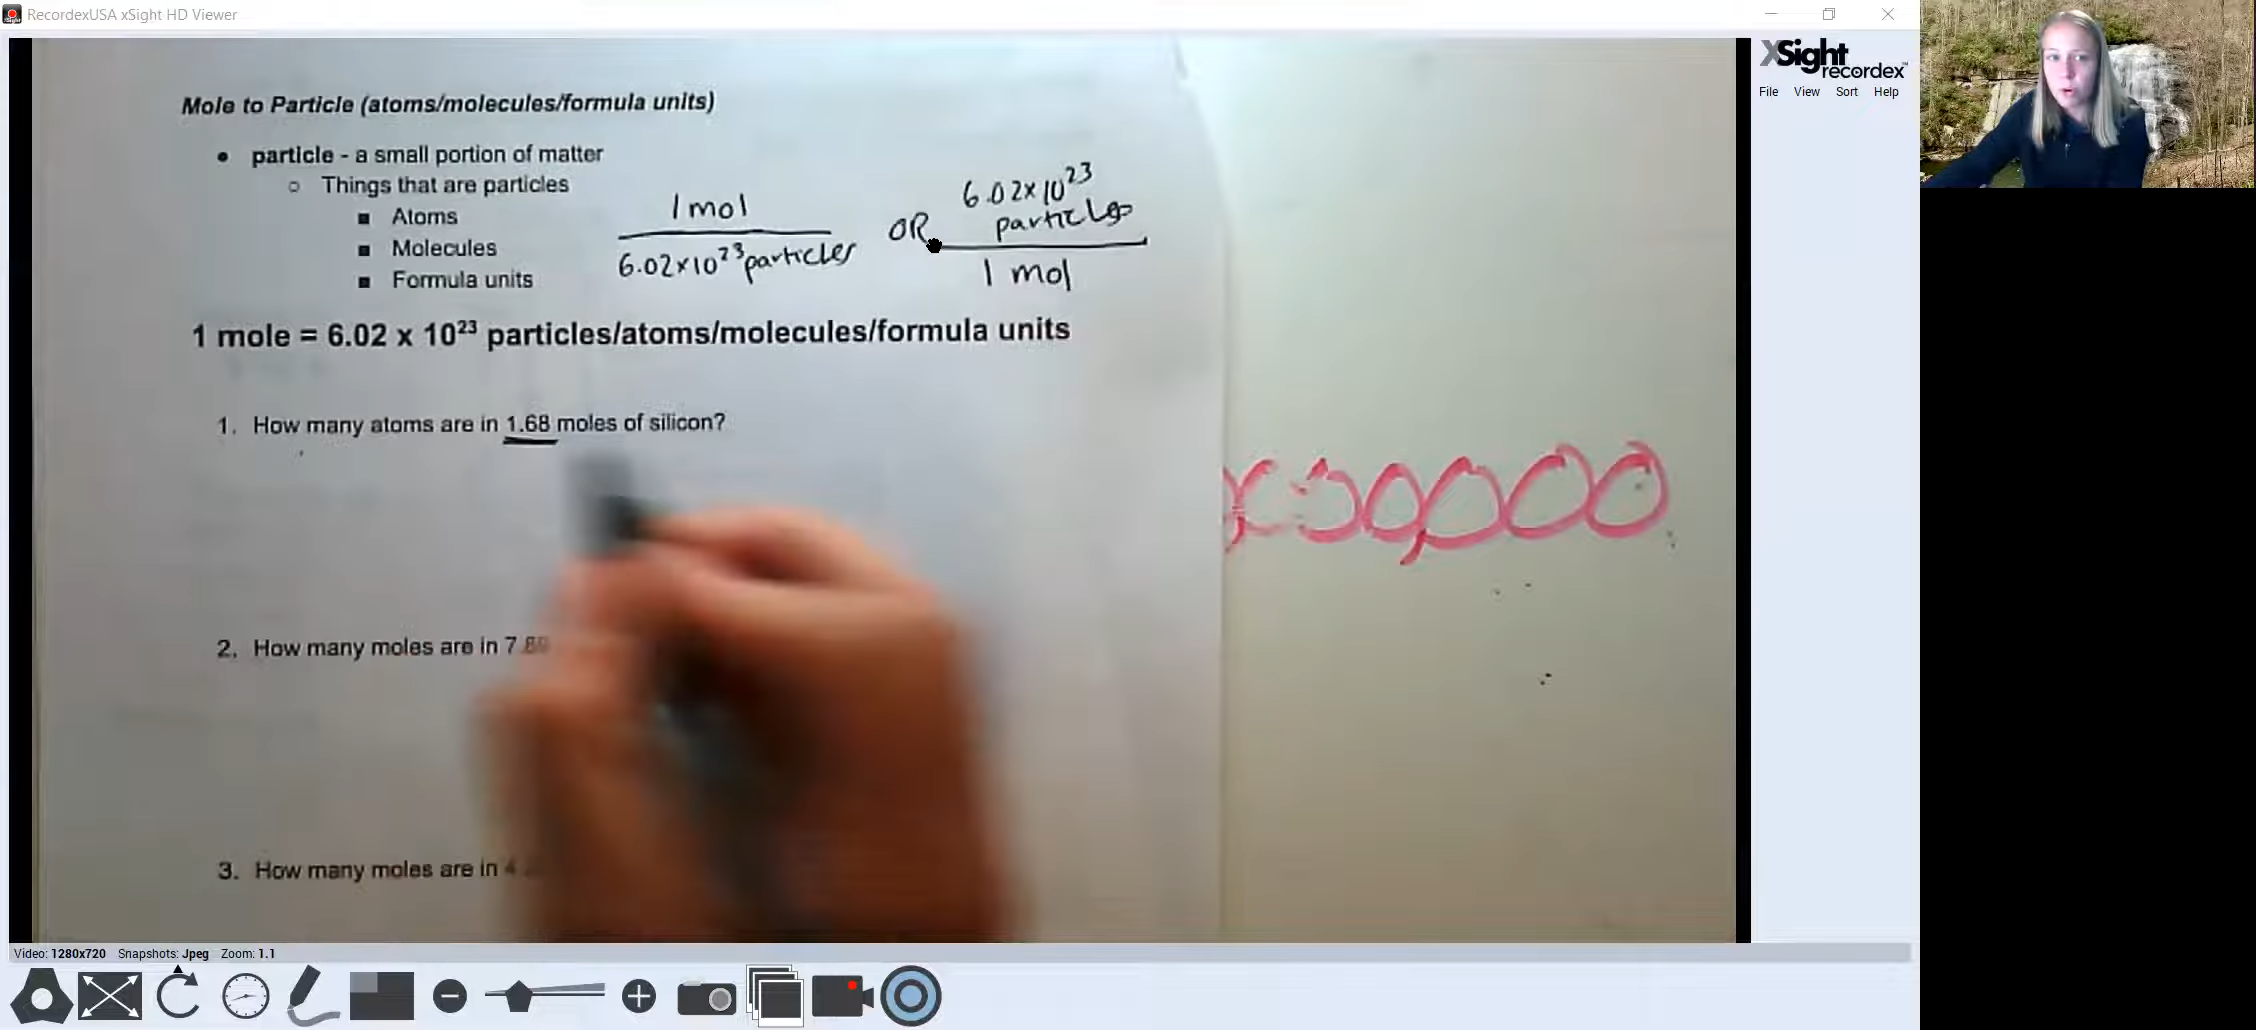 RecordexUSA xSight HD Viewer
XSight
recordex™
File View Sort Help
Mole to Particle (atoms/molecules/formula units)
● particle - a small portion of matter
○ Things that are particles
■ Atoms
■ Molecules
■ Formula units
1 mol
6.02x10²³ particles
OR
6.02x10²³
particles
1 mol
1 mole = 6.02 x 10²³ particles/atoms/molecules/formula units
1. How many atoms are in 1.68 moles of silicon?
2. How many moles are in 7.89
3. How many moles are in 4
Video: 1280x720 Snapshots: Jpeg Zoom: 1.1